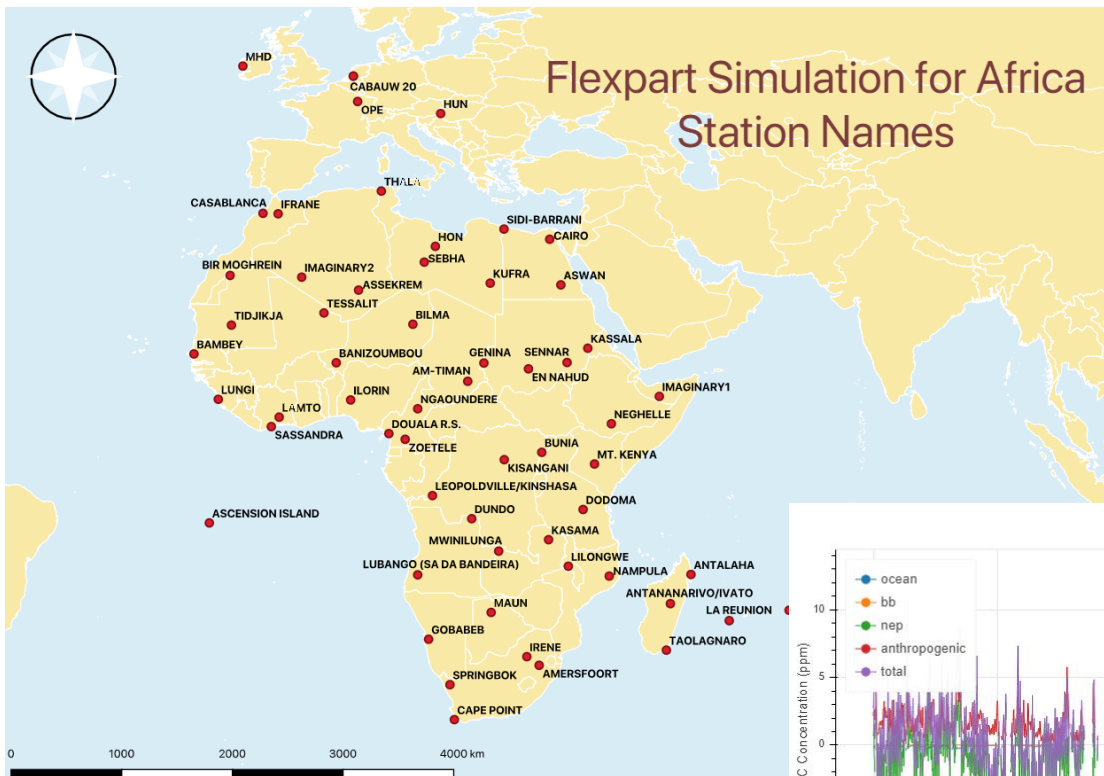 Flexpart Simulation for Africa
Station Names
MHD
CABAUW 20
OPE
HUN
THALA
CASABLANCA
IFRANE
SIDI-BARRANI
CAIRO
HON
SEBHA
BIR MOGHREIN
IMAGINARY2
ASSEKREM
KUFRA
ASWAN
TESSALIT
TIDJIKJA
BILMA
BAMBEY
BANIZOUMBOU
GENINA
SENNAR
KASSALA
AM-TIMAN
EN NAHUD
LUNGI
ILORIN
NGAOUNDERE
IMAGINARY1
LAMTO
SASSANDRA
DOUALA R.S.
ZOETELE
NEGHELLE
BUNIA
KISANGANI
MT. KENYA
LEOPOLDVILLE/KINSHASA
DODOMA
ASCENSION ISLAND
DUNDO
KASAMA
MWINILUNGA
LILONGWE
LUBANGO (SA DA BANDEIRA)
NAMPULA
ANTALAHA
ANTANANARIVO/IVATO
MAUN
LA REUNION
GOBABEB
TAOLAGNARO
IRENE
AMERSFOORT
SPRINGBOK
CAPE POINT
0 1000 2000 3000 4000 km
ocean
bb
nep
anthropogenic
total
10
5
0
C Concentration (ppm)